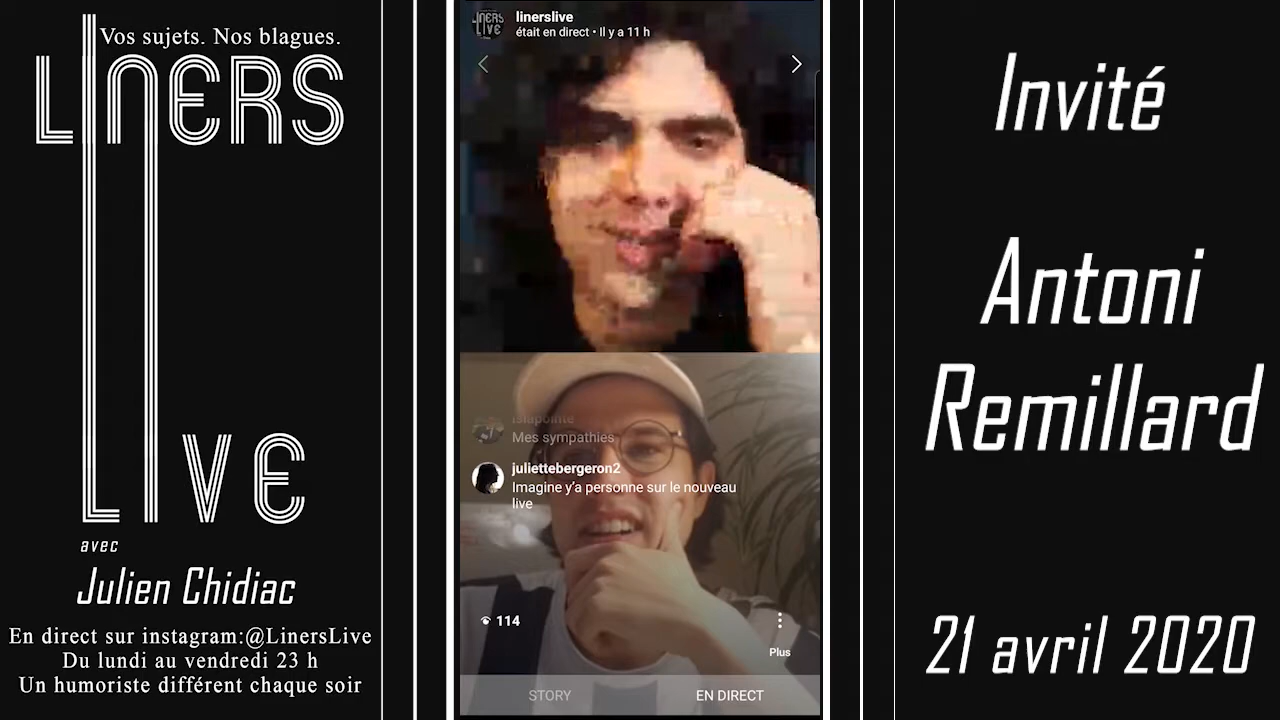 Vos sujets. Nos blagues.
LINERS
LIVE
avec
Julien Chidiac
En direct sur instagram:@LinersLive
Du lundi au vendredi 23 h
Un humoriste différent chaque soir
LINERS
LIVE
linerslive
était en direct • Il y a 11 h
Mes sympathies
juliettebergeron2
Imagine y'a personne sur le nouveau
live
114
Plus
STORY
EN DIRECT
Invité
Antoni
Remillard
21 avril 2020